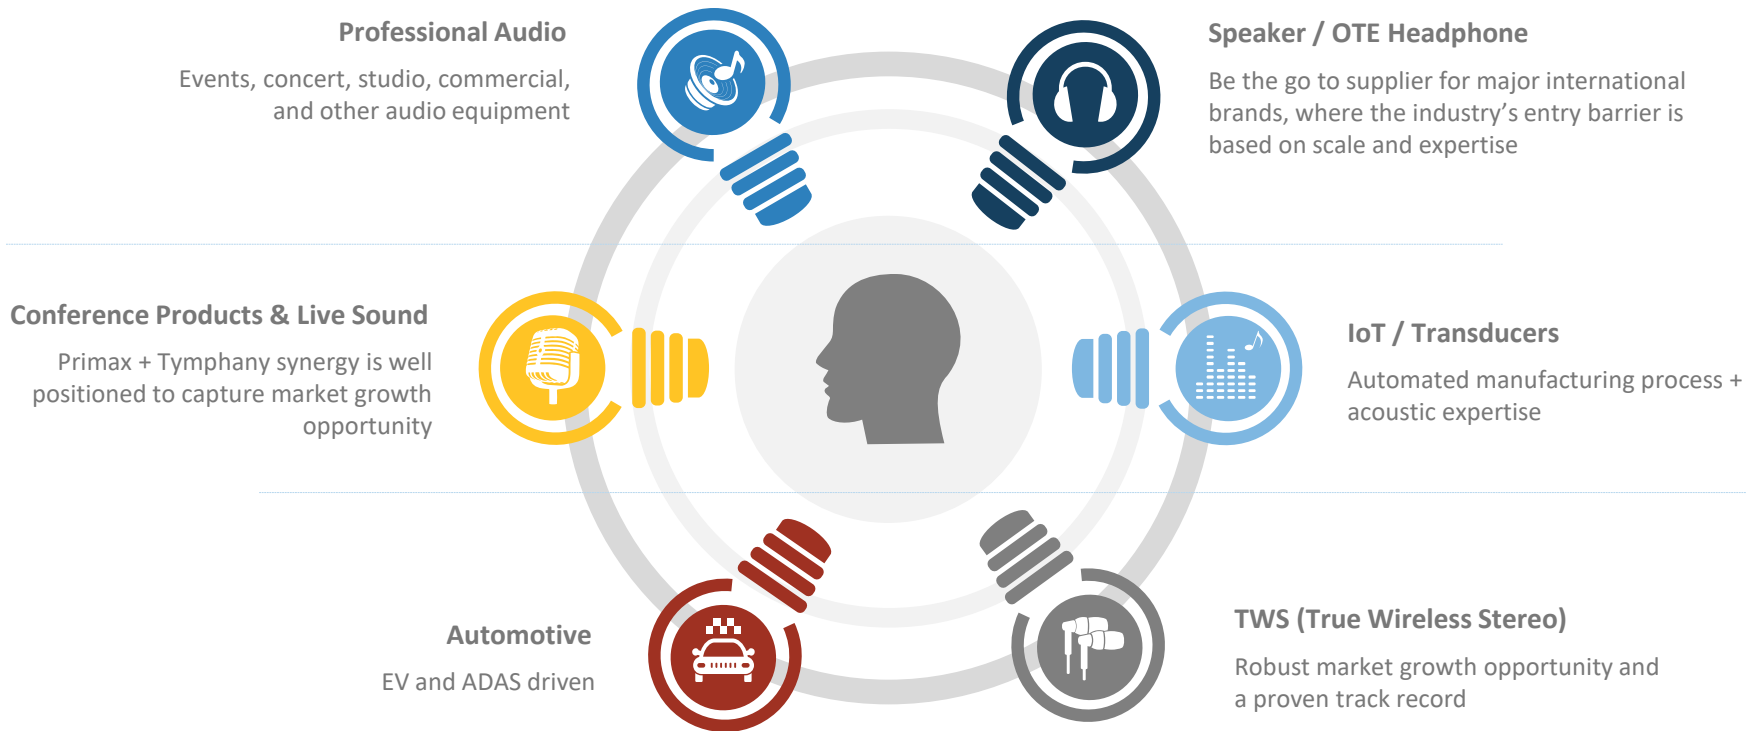 Professional Audio
Events, concert, studio, commercial,
and other audio equipment
Speaker / OTE Headphone
Be the go to supplier for major international
brands, where the industry’s entry barrier is
based on scale and expertise
Conference Products & Live Sound
Primax + Tymphany synergy is well
positioned to capture market growth
opportunity
IoT / Transducers
Automated manufacturing process +
acoustic expertise
Automotive
EV and ADAS driven
TWS (True Wireless Stereo)
Robust market growth opportunity and
a proven track record